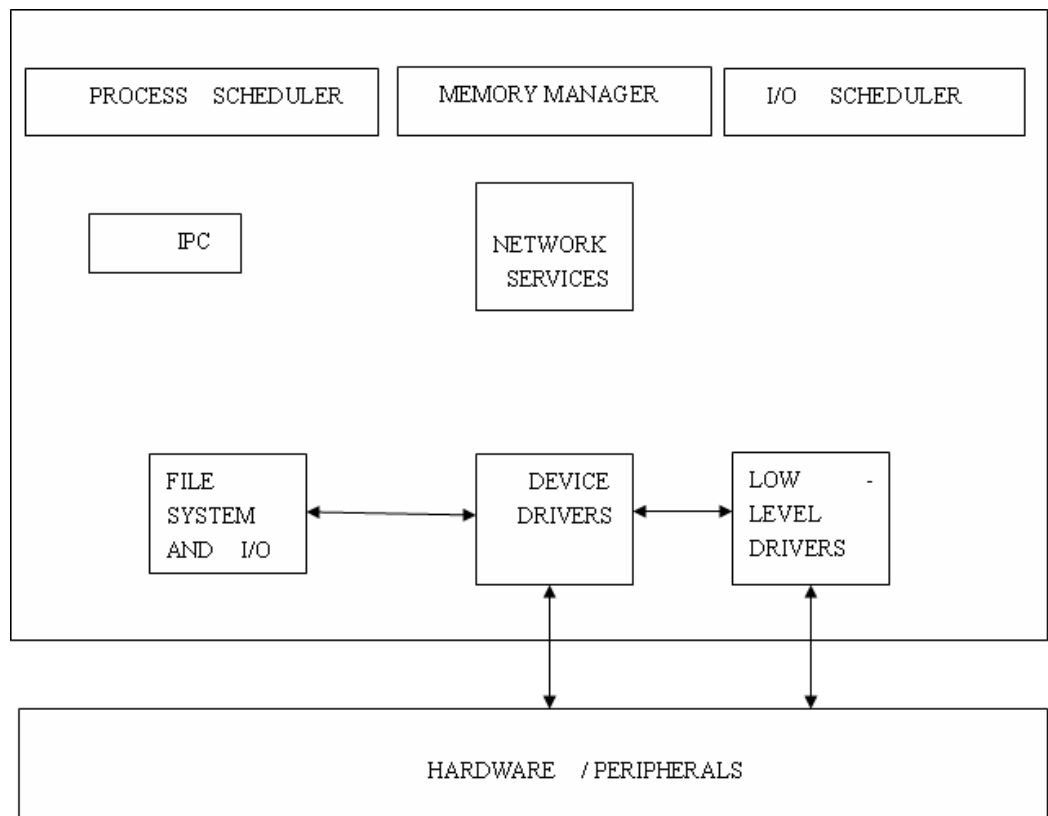 PROCESS SCHEDULER
MEMORY MANAGER
I/O SCHEDULER
IPC
NETWORK
SERVICES
FILE
SYSTEM
AND I/O
DEVICE
DRIVERS
LOW -
LEVEL
DRIVERS
HARDWARE / PERIPHERALS